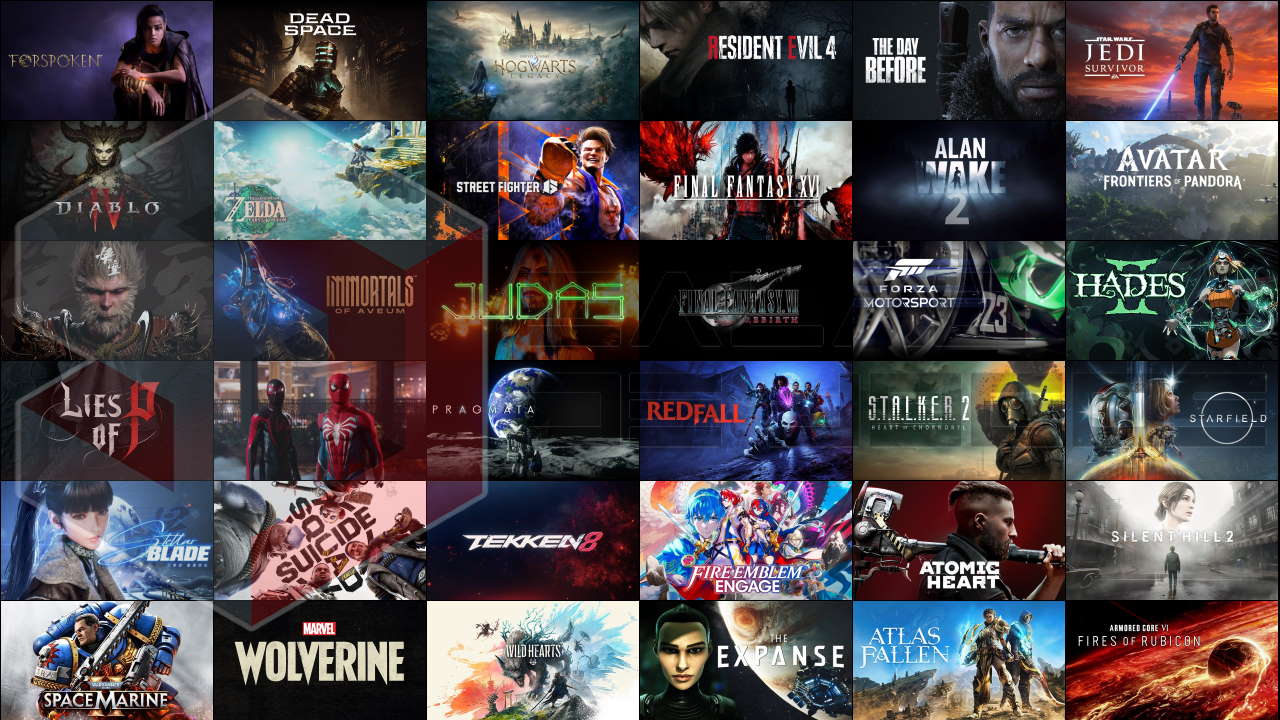 FORSPOKEN
DEAD
SPACE
HOGWARTS
LEGACY
RESIDENT EVIL 4
THE DAY
BEFORE
STAR WARS
JEDI
SURVIVOR
EA
DIABLO
IV
ZELDA
STREET FIGHTER 6
FINAL FANTASY XVI
ALAN
WAKE
2
AVATAR
FRONTIERS OF PANDORA
IMMORTALS
OF AVEUM
JUDAS
FINAL FANTASY VII
REBIRTH
FORZA
MOTORSPORT
23
HADES
II
LIES
OF P
PRAGMATA
REDFALL
S.T.A.L.K.E.R. 2
HEART OF CHORNOBYL
STARFIELD
Stellar
BLADE
SUICIDE
SQUAD
TEKKEN 8
FIRE EMBLEM
ENGAGE
ATOMIC
HEART
SILENT HILL 2
SPACE MARINE
MARVEL
WOLVERINE
WILD HEARTS
THE
EXPANSE
ATLAS
FALLEN
ARMORED CORE VI
FIRES OF RUBICON